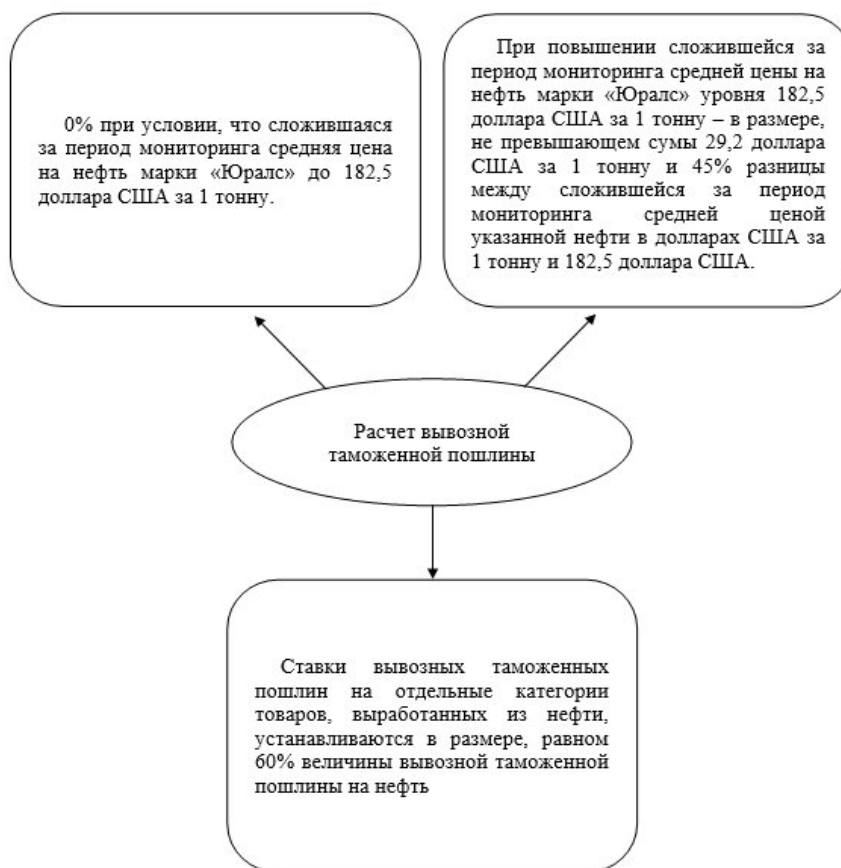 0% при условии, что сложившаяся
за период мониторинга средняя цена
на нефть марки «Юралс» до 182,5
доллара США за 1 тонну.
При повышении сложившейся за
период мониторинга средней цены на
нефть марки «Юралс» уровня 182,5
доллара США за 1 тонну – в размере,
не превышающем сумы 29,2 доллара
США за 1 тонну и 45% разницы
между сложившейся за период
мониторинга средней ценой
указанной нефти в долларах США за
1 тонну и 182,5 доллара США.
Расчет вывозной
таможенной пошлины
Ставки вывозных таможенных
пошлин на отдельные категории
товаров, выработанных из нефти,
устанавливаются в размере, равном
60% величины вывозной таможенной
пошлины на нефть